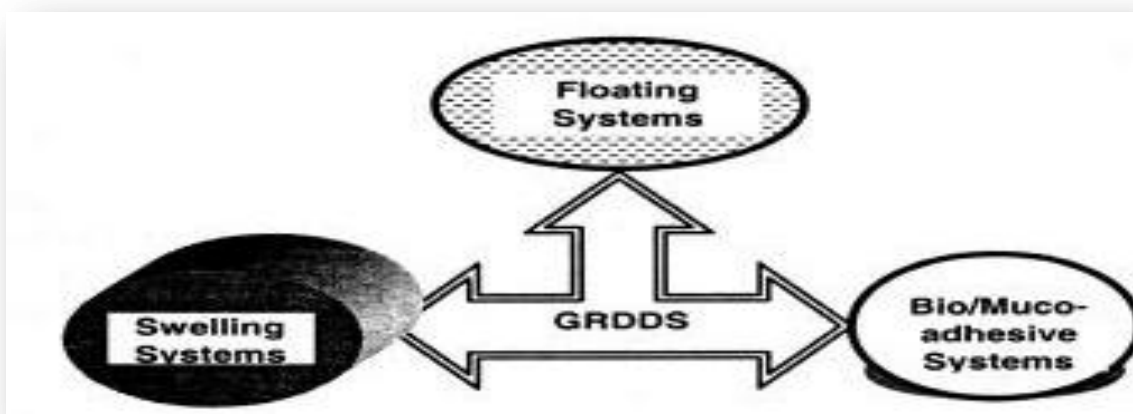 Floating
Systems
GRDDS
Swelling
Systems
Bio/Muco-
adhesive
Systems